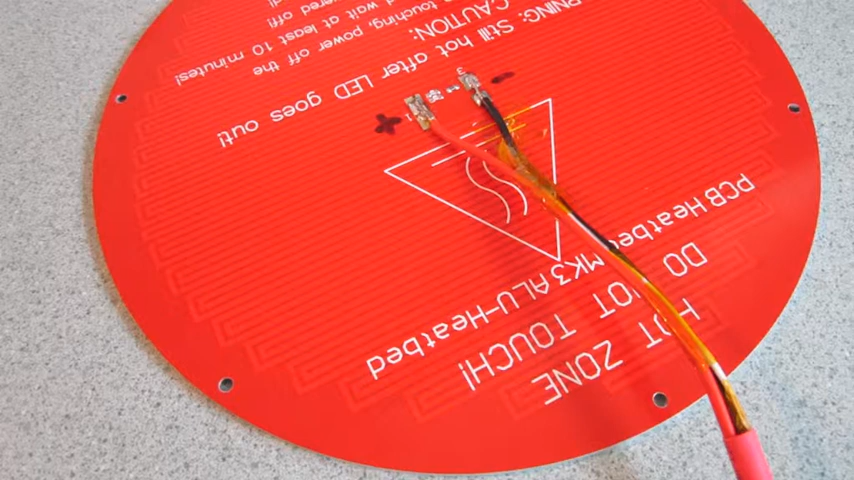 HOT ZONE
DO NOT TOUCH!
PCB Heatbed MK3 ALU-Heatbed
Still hot after LED goes out!
CAUTION:
touching, power off the
wait at least 10 minutes!
off!
+ -